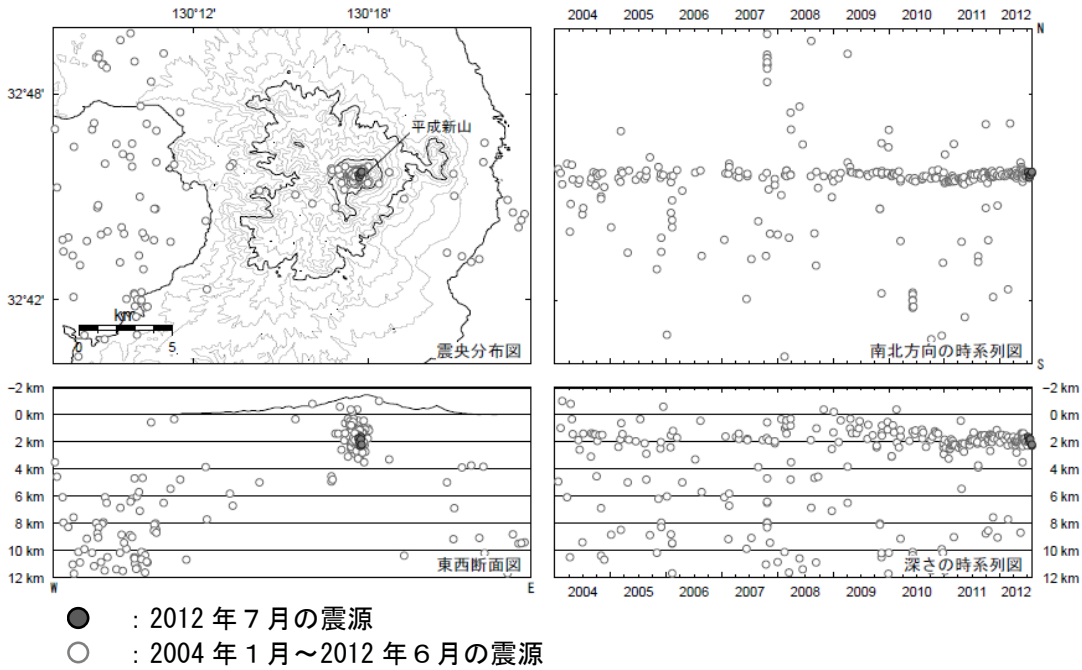 130°12′ 130°18′
2004 2005 2006 2007 2008 2009 2010 2011 2012
N
32°48′
平成新山
32°42′
km
0 5
震央分布図
南北方向の時系列図
S
-2 km
0 km
2 km
4 km
6 km
8 km
10 km
12 km
東西断面図
W E
-2 km
0 km
2 km
4 km
6 km
8 km
10 km
12 km
深さの時系列図
2004 2005 2006 2007 2008 2009 2010 2011 2012
：2012 年７月の震源
：2004 年１月～2012 年６月の震源